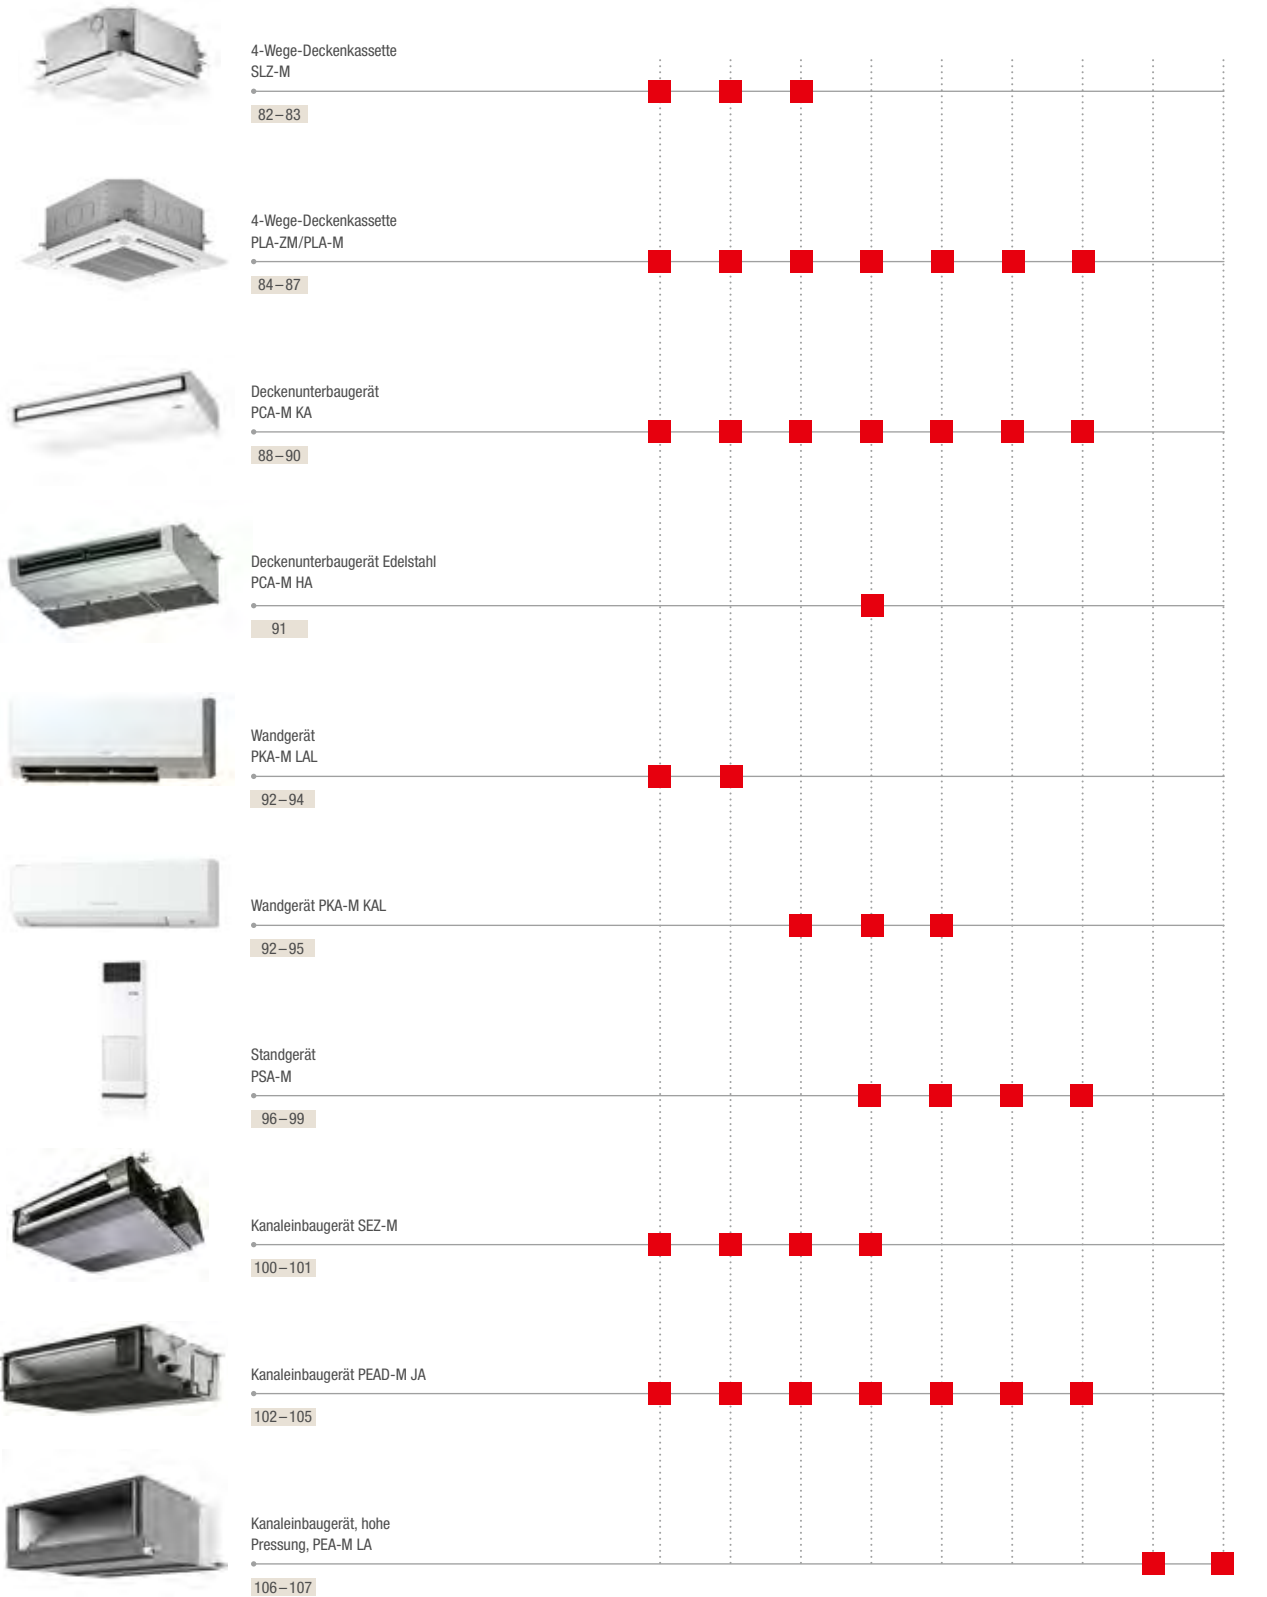 4-Wege-Deckenkassette
SLZ-M
82–83
4-Wege-Deckenkassette
PLA-ZM/PLA-M
84–87
Deckenunterbaugerät
PCA-M KA
88–90
Deckenunterbaugerät Edelstahl
PCA-M HA
91
Wandgerät
PKA-M LAL
92–94
Wandgerät PKA-M KAL
92–95
Standgerät
PSA-M
96–99
Kanaleinbaugerät SEZ-M
100–101
Kanaleinbaugerät PEAD-M JA
102–105
Kanaleinbaugerät, hohe
Pressung, PEA-M LA
106–107